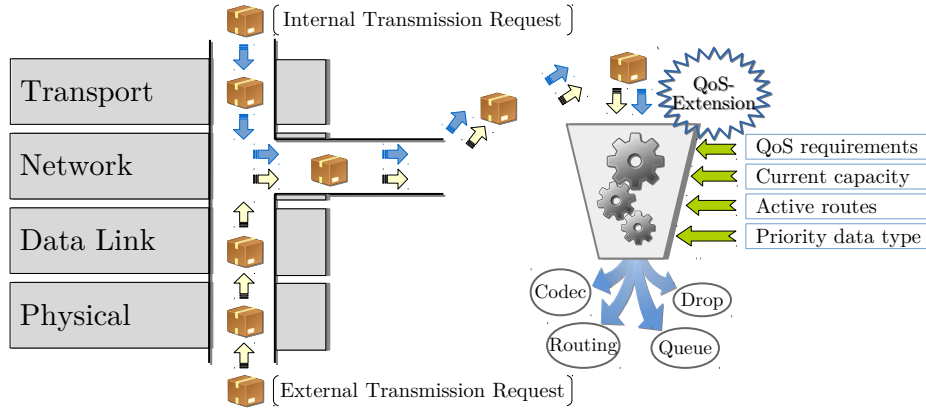 Internal Transmission Request
Transport
Network
Data Link
Physical
External Transmission Request
QoS-
Extension
QoS requirements
Current capacity
Active routes
Priority data type
Codec
Drop
Routing
Queue